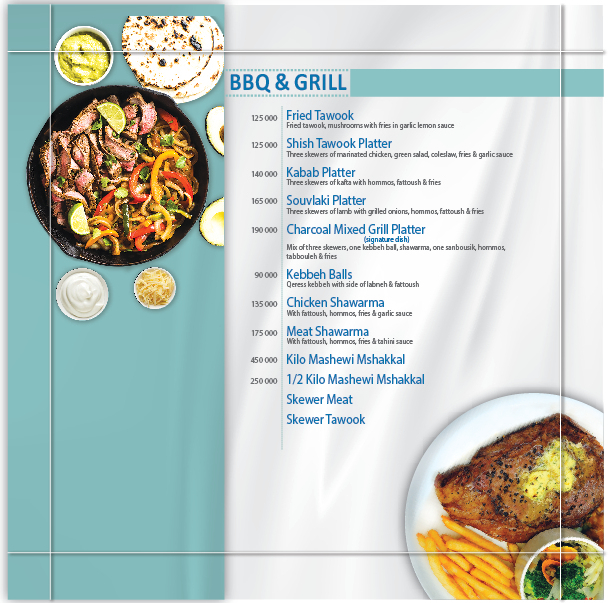 BBQ & GRILL
125 000 Fried Tawook
Fried tawook, mushrooms with fries in garlic lemon sauce
125 000 Shish Tawook Platter
Three skewers of marinated chicken, green salad, coleslaw, fries & garlic sauce
140 000 Kabab Platter
Three skewers of kafta with hommos, fattoush & fries
165 000 Souvlaki Platter
Three skewers of lamb with grilled onions, hommos, fattoush & fries
190 000 Charcoal Mixed Grill Platter
(signature dish)
Mix of three skewers, one kebbeh ball, shawarma, one sanbousik, hommos,
tabbouleh & fries
90 000 Kebbeh Balls
Qeress kebbeh with side of labneh & fattoush
135 000 Chicken Shawarma
With fattoush, hommos, fries & garlic sauce
175 000 Meat Shawarma
With fattoush, hommos, fries & tahini sauce
450 000 Kilo Mashewi Mshakkal
250 000 1/2 Kilo Mashewi Mshakkal
Skewer Meat
Skewer Tawook